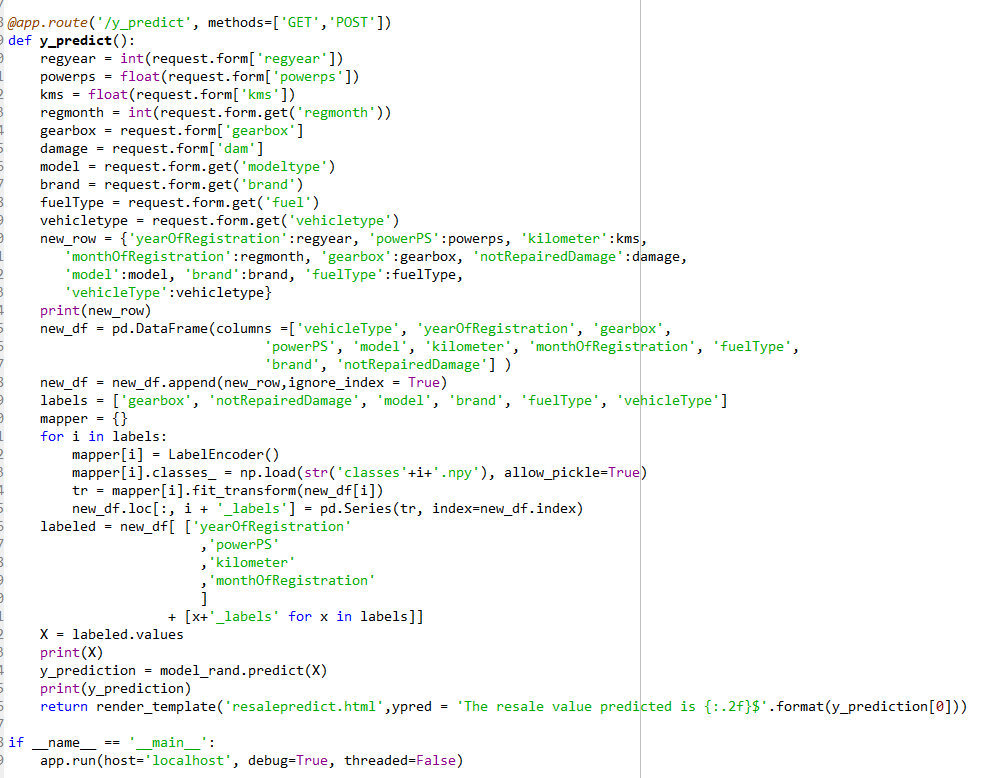 @app.route('/y_predict', methods=['GET','POST'])
def y_predict():
    regyear = int(request.form['regyear'])
    powerps = float(request.form['powerps'])
    kms = float(request.form['kms'])
    regmonth = int(request.form.get('regmonth'))
    gearbox = request.form['gearbox']
    damage = request.form['dam']
    model = request.form.get('modeltype')
    brand = request.form.get('brand')
    fuelType = request.form.get('fuel')
    vehicletype = request.form.get('vehicletype')
    new_row = {'yearOfRegistration':regyear, 'powerPS':powerps, 'kilometer':kms,
       'monthOfRegistration':regmonth, 'gearbox':gearbox, 'notRepairedDamage':damage,
       'model':model, 'brand':brand, 'fuelType':fuelType,
       'vehicleType':vehicletype}
    print(new_row)
    new_df = pd.DataFrame(columns =['vehicleType', 'yearOfRegistration', 'gearbox',
                                'powerPS', 'model', 'kilometer', 'monthOfRegistration', 'fuelType',
                                'brand', 'notRepairedDamage'] )
    new_df = new_df.append(new_row,ignore_index = True)
    labels = ['gearbox', 'notRepairedDamage', 'model', 'brand', 'fuelType', 'vehicleType']
    mapper = {}
    for i in labels:
        mapper[i] = LabelEncoder()
        mapper[i].classes_ = np.load(str('classes'+i+'.npy'), allow_pickle=True)
        tr = mapper[i].fit_transform(new_df[i])
        new_df.loc[:, i + '_labels'] = pd.Series(tr, index=new_df.index)
    labeled = new_df[ ['yearOfRegistration'
                        ,'powerPS'
                        ,'kilometer'
                        ,'monthOfRegistration'
                        ]
                    + [x+'_labels' for x in labels]]
    X = labeled.values
    print(X)
    y_prediction = model_rand.predict(X)
    print(y_prediction)
    return render_template('resalepredict.html',ypred = 'The resale value predicted is {:.2f}$'.format(y_prediction[0]))
if __name__ == '__main__':
    app.run(host='localhost', debug=True, threaded=False)